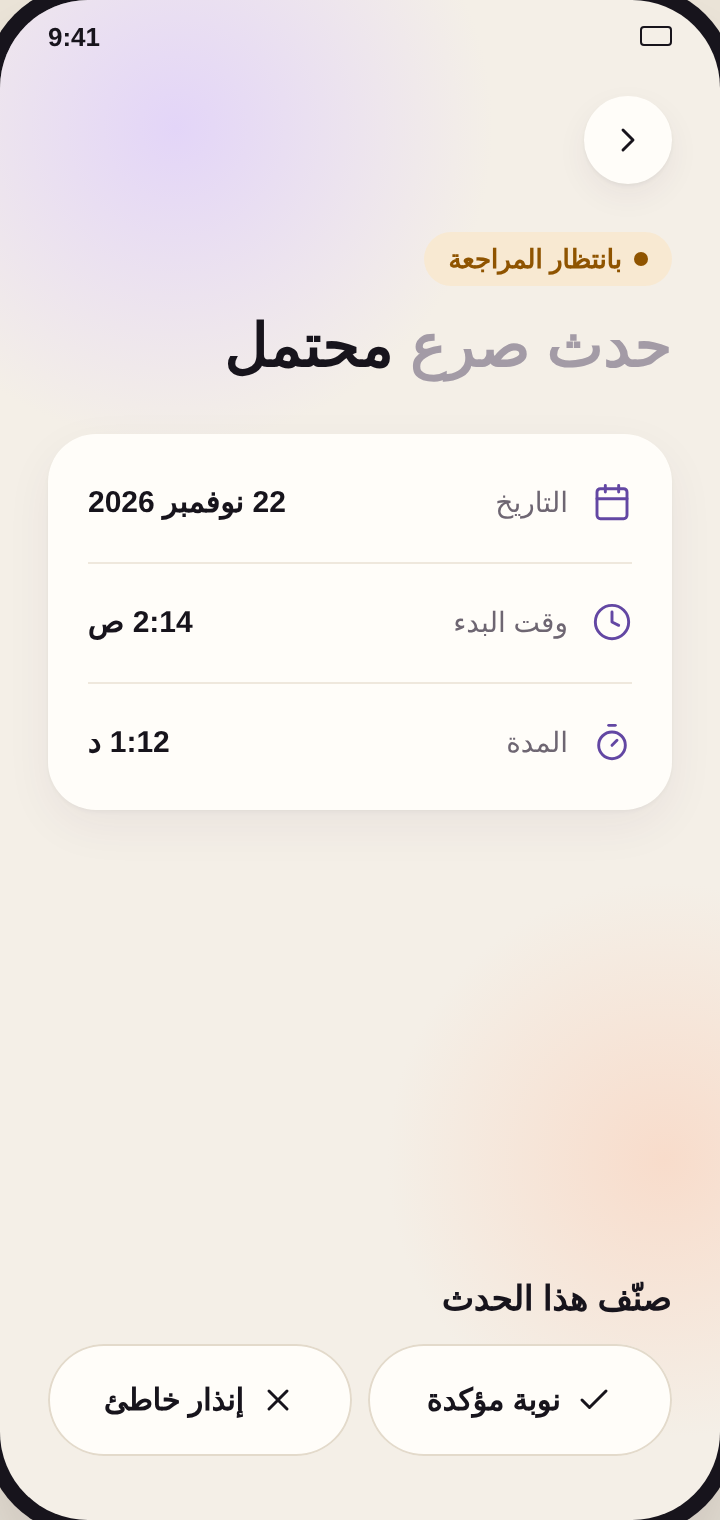 9:41
بانتظار المراجعة
حدث صرع محتمل
التاريخ 22 نوفمبر 2026
وقت البدء 2:14 ص
المدة 1:12 د
صنّف هذا الحدث
نوبة مؤكدة
إنذار خاطئ